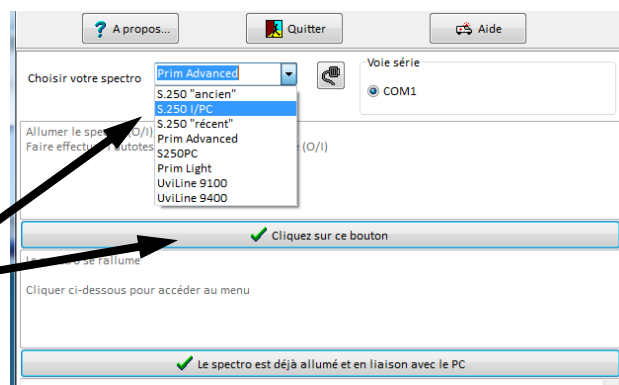 A propos...
Quitter
Aide
Choisir votre spectro
Prim Advanced
Voie série
COM1
S.250 "ancien"
S.250 I/PC
S.250 "récent"
Prim Advanced
S250PC
Prim Light
UviLine 9100
UviLine 9400
Allumer le (O/I)
Faire (O/I)
Cliquez sur ce bouton
se rallume
Cliquer ci-dessous pour accéder au menu
Le spectro est déjà allumé et en liaison avec le PC